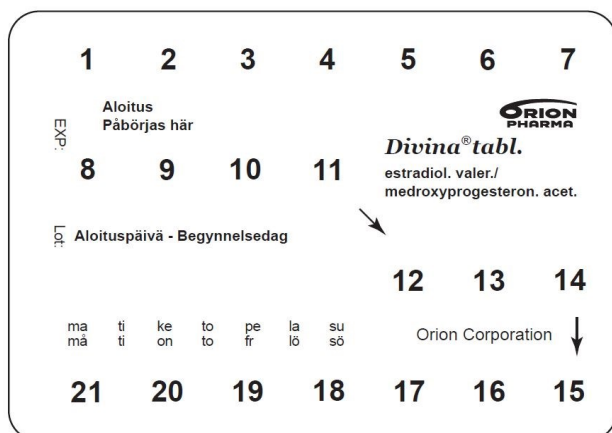 1 2 3 4 5 6 7
Aloitus
Påbörjas här
EXP:
ORION
PHARMA
Divina® tabl.
estradiol. valer./
medroxyprogesteron. acet.
8 9 10 11
Lot:
Aloituspäivä - Begynnelsedag
12 13 14
ma ti ke to pe la su
må ti on to fr lö sö
Orion Corporation
21 20 19 18 17 16 15